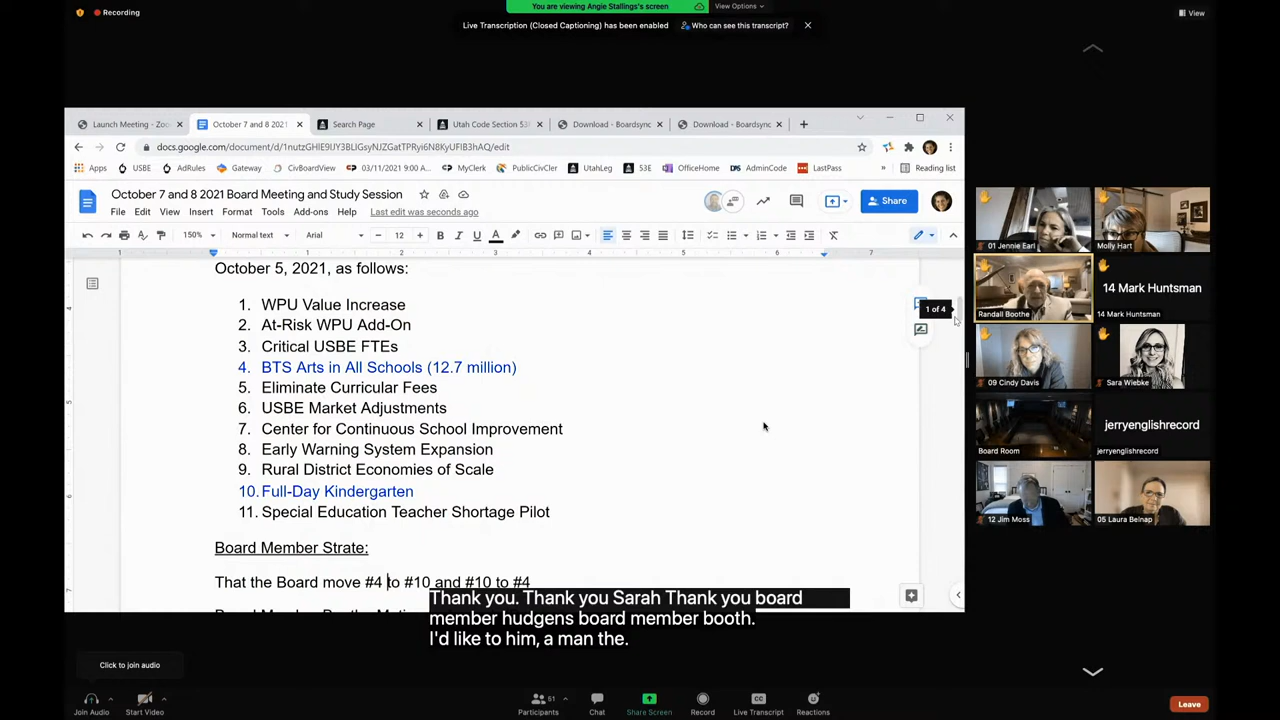 Recording
You are viewing Angie Stallings's screen
View Options
Live Transcription (Closed Captioning) has been enabled
Who can see this transcript?
View
Launch Meeting - Zoo
October 7 and 8 2021
Search Page
Utah Code Section 53
Download - Boardsync
Download - Boardsync
docs.google.com/document/d/1nutzGHlE9IJY3BLIGsyNJZGatTPRyi6N8KyUFlB3hAQ/edit
Apps
USBE
AdRules
Gateway
CivBoardView
03/11/2021 9:00 A...
MyClerk
PublicCivClerk
UtahLeg
53E
OfficeHome
AdminCode
LastPass
Reading list
October 7 and 8 2021 Board Meeting and Study Session
File Edit View Insert Format Tools Add-ons Help Last edit was seconds ago
Share
150% Normal text Arial 12
October 5, 2021, as follows:
1. WPU Value Increase
2. At-Risk WPU Add-On
3. Critical USBE FTEs
4. BTS Arts in All Schools (12.7 million)
5. Eliminate Curricular Fees
6. USBE Market Adjustments
7. Center for Continuous School Improvement
8. Early Warning System Expansion
9. Rural District Economies of Scale
10. Full-Day Kindergarten
11. Special Education Teacher Shortage Pilot
Board Member Strate:
That the Board move #4 to #10 and #10 to #4
1 of 4
Thank you. Thank you Sarah Thank you board
member hudgens board member booth.
I'd like to him, a man the.
01 Jennie Earl
Molly Hart
Randall Boothe
14 Mark Huntsman
14 Mark Huntsman
09 Cindy Davis
Sara Wiebke
Board Room
jerryenglishrecord
jerryenglishrecord
12 Jim Moss
05 Laura Belnap
Click to join audio
Join Audio
Start Video
Participants
51
Chat
Share Screen
Record
Live Transcript
Reactions
Leave